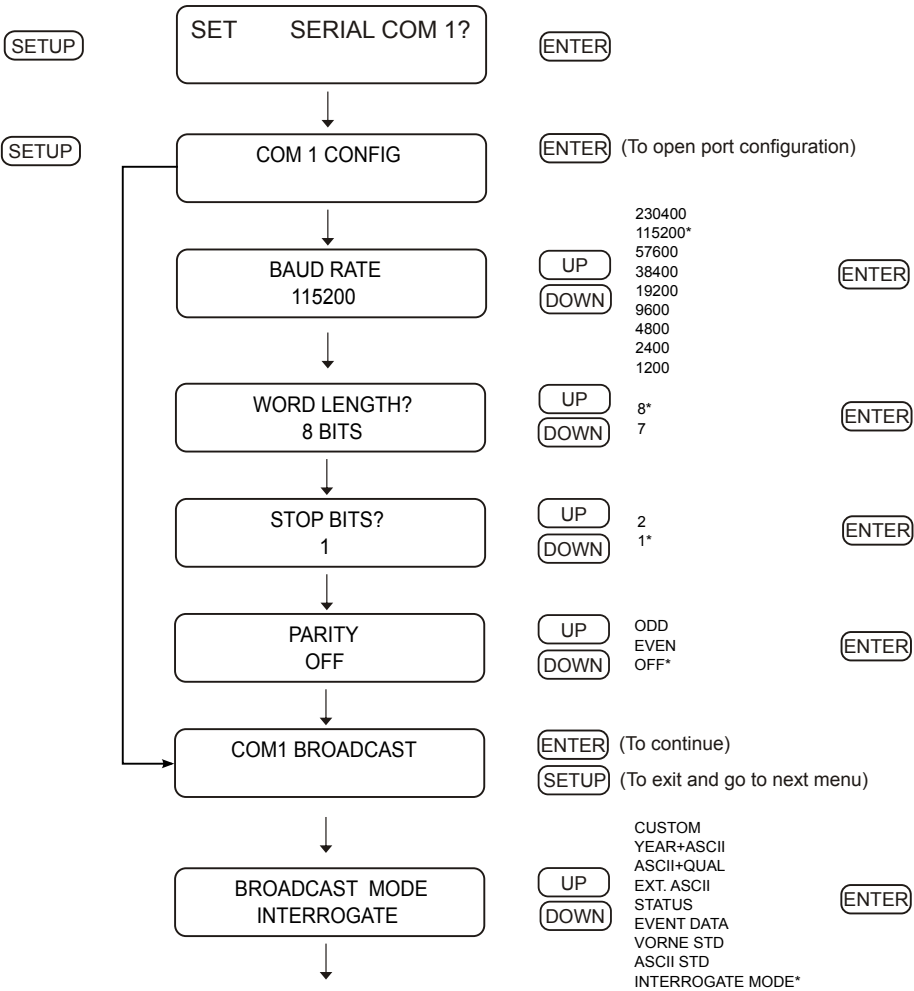 SETUP
SET SERIAL COM 1?
ENTER
SETUP
COM 1 CONFIG
ENTER (To open port configuration)
BAUD RATE
115200
UP
DOWN
230400
115200*
57600
38400
19200
9600
4800
2400
1200
ENTER
WORD LENGTH?
8 BITS
UP
DOWN
8*
7
ENTER
STOP BITS?
1
UP
DOWN
2
1*
ENTER
PARITY
OFF
UP
DOWN
ODD
EVEN
OFF*
ENTER
COM1 BROADCAST
ENTER (To continue)
SETUP (To exit and go to next menu)
BROADCAST MODE
INTERROGATE
UP
DOWN
CUSTOM
YEAR+ASCII
ASCII+QUAL
EXT. ASCII
STATUS
EVENT DATA
VORNE STD
ASCII STD
INTERROGATE MODE*
ENTER